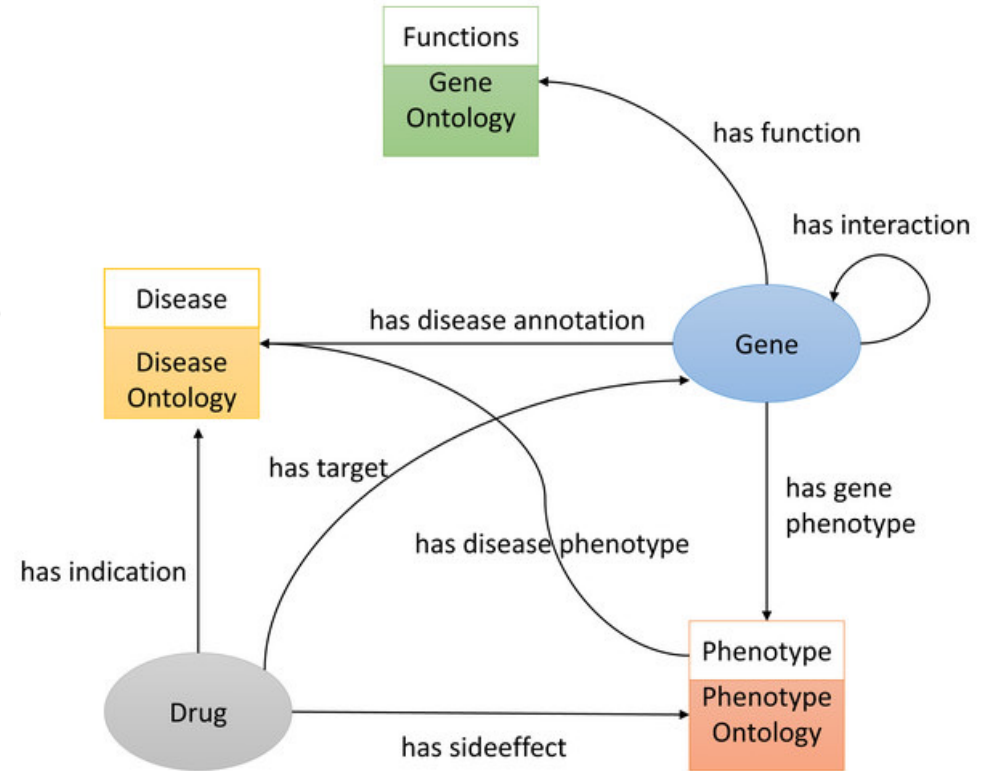 Functions
Gene
Ontology
has function
has interaction
Disease
has disease annotation
Gene
Disease
Ontology
has target
has gene
phenotype
has disease phenotype
has indication
Phenotype
Phenotype
Ontology
Drug
has sideeffect